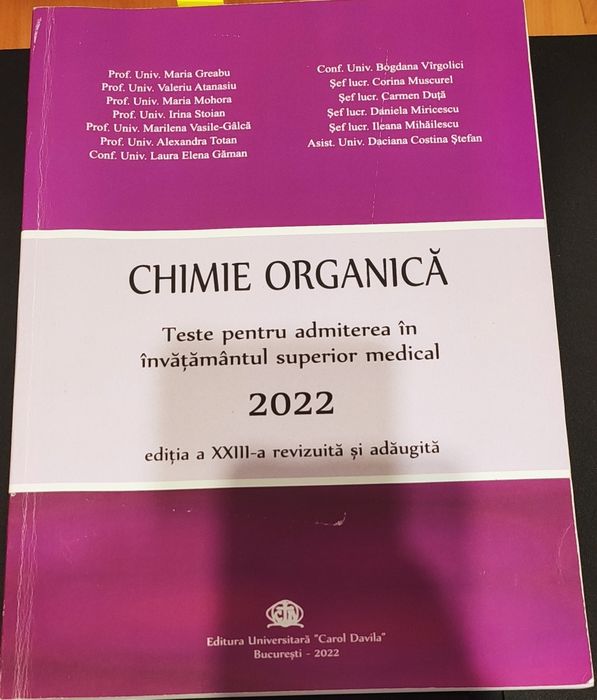 Prof. Univ. Maria Greabu
Prof. Univ. Valeriu Atanasiu
Prof. Univ. Maria Mohora
Prof. Univ. Irina Stoian
Prof. Univ. Marilena Vasile-Gâlcă
Prof. Univ. Alexandra Totan
Conf. Univ. Laura Elena Găman
Conf. Univ. Bogdana Vîrgolici
Şef lucr. Corina Muscurel
Şef lucr. Carmen Duţă
Şef lucr. Daniela Miricescu
Şef lucr. Ileana Mihăilescu
Asist. Univ. Daciana Costina Ştefan
CHIMIE ORGANICĂ
Teste pentru admiterea în
învăţământul superior medical
2022
ediţia a XXIII-a revizuită şi adăugită
Editura Universitară "Carol Davila"
Bucureşti - 2022